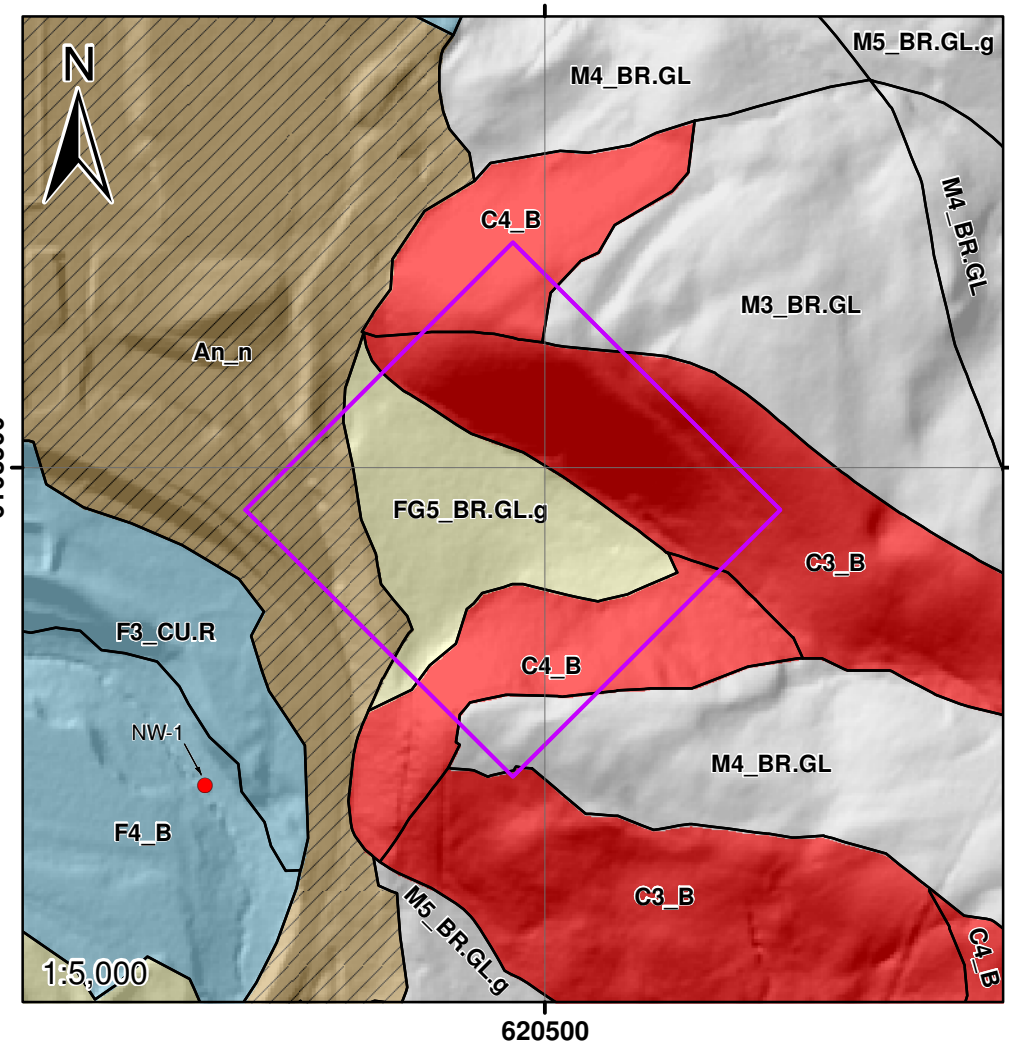 N
M5_BR.GL.g
M4_BR.GL
M4_BR.GL
C4_B
M3_BR.GL
An_n
FG5_BR.GL.g
C3_B
F3_CU.R
C4_B
NW-1
M4_BR.GL
F4_B
C3_B
M5_BR.GL.g
C4_B
1:5,000
620500